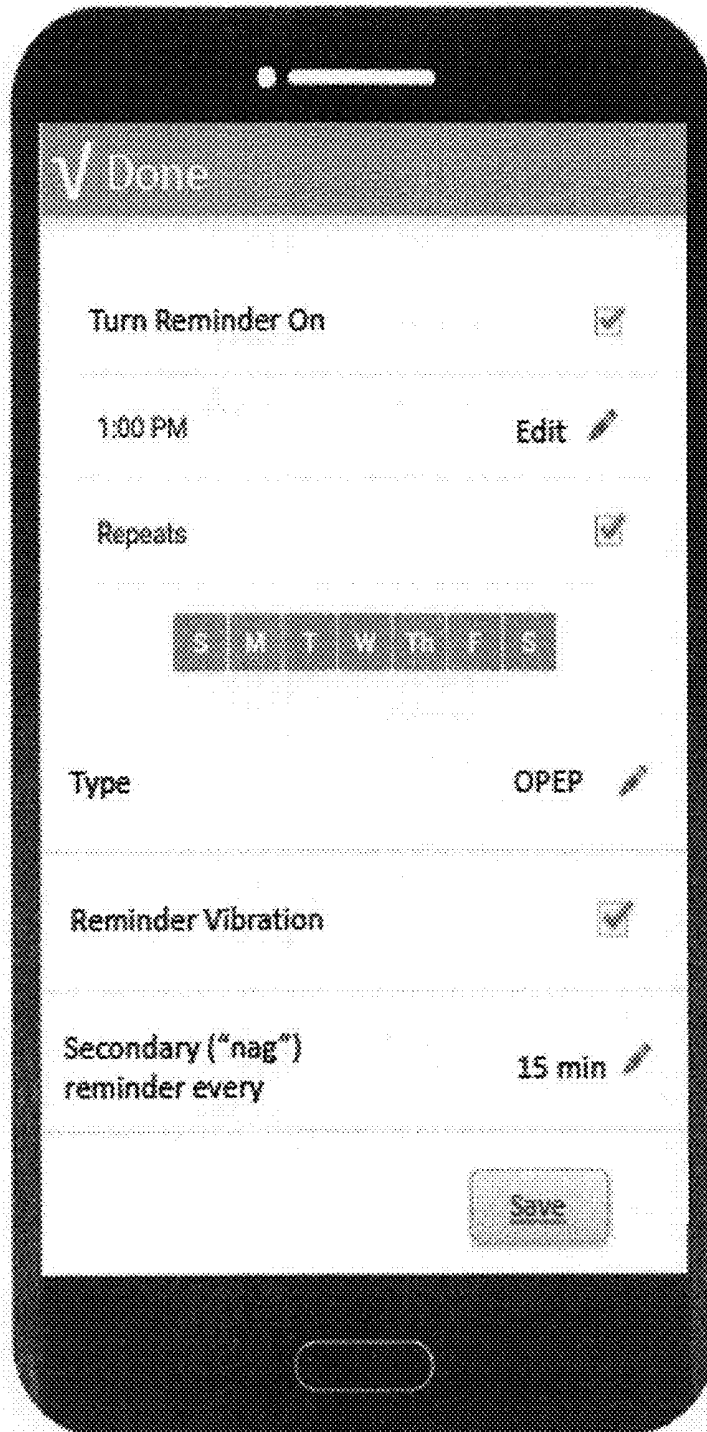 √ Done
Turn Reminder On
1:00 PM Edit
Repeats
S M T W Th F S
Type OPEP
Reminder Vibration
Secondary ("nag")
reminder every 15 min
Save